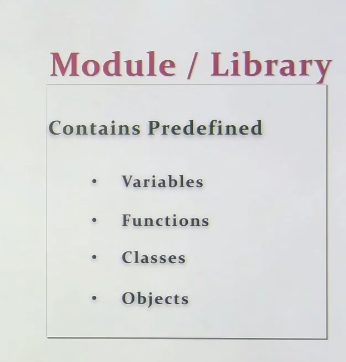 Module / Library
Contains Predefined
• Variables
• Functions
• Classes
• Objects